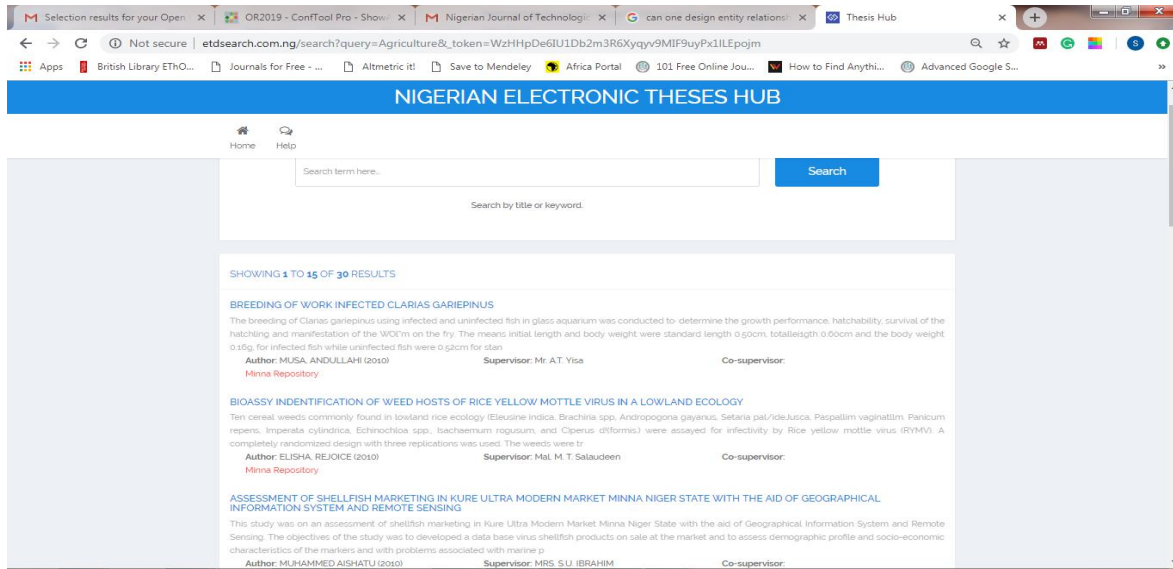 Selection results for your Open
OR2019 - ConfTool Pro - Show
Nigerian Journal of Technologic
can one design entity relationsh
Thesis Hub
Not secure | etdsearch.com.ng/search?query=Agriculture&_token=WzHHpDe6IU1Db2m3R6Xyqyv9MIF9uyPx1lLEpojm
Apps British Library EThO... Journals for Free - ... Altmetric it! Save to Mendeley Africa Portal 101 Free Online Jou... How to Find Anythi... Advanced Google S... »
NIGERIAN ELECTRONIC THESES HUB
Home Help
Search term here... Search
Search by title or keyword.
SHOWING 1 TO 15 OF 30 RESULTS
BREEDING OF WORK INFECTED CLARIAS GARIEPINUS
The breeding of Clarias gariepinus using infected and uninfected fish in glass aquarium was conducted to determine the growth performance, hatchability, survival of the
hatchling and manifestation of the WOI"m on the fry. The means initial length and body weight were standard length 0.50cm, totalleisgth 0.60cm and the body weight
0.16g, for infected fish while uninfected fish were 0.52cm for stan
Author: MUSA, ANDULLAHI (2010) Supervisor: Mr. A.T. Yisa Co-supervisor:
Minna Repository
BIOASSY INDENTIFICATION OF WEED HOSTS OF RICE YELLOW MOTTLE VIRUS IN A LOWLAND ECOLOGY
Ten cereal weeds commonly found in lowland rice ecology (Eleusine indica, Brachiria spp, Andropogona gayanus, Setaria pal/ideJusca, Paspallim vaginatllm. Panicum
repens, Imperata cylindrica, Echinochloa spp., Isachaemum rogusum, and Ciperus d!(formis.) were assayed for infectivity by Rice yellow mottle virus (RYMV). A
completely randomized design with three replications was used. The weeds were tr
Author: ELISHA, REJOICE (2010) Supervisor: Mal. M. T. Salaudeen Co-supervisor:
Minna Repository
ASSESSMENT OF SHELLFISH MARKETING IN KURE ULTRA MODERN MARKET MINNA NIGER STATE WITH THE AID OF GEOGRAPHICAL
INFORMATION SYSTEM AND REMOTE SENSING
This study was on an assessment of shellfish marketing in Kure Ultra Modern Market Minna Niger State with the aid of Geographical Information System and Remote
Sensing. The objectives of the study was to developed a data base virus shellfish products on sale at the market and to assess demographic profile and socio-economic
characteristics of the markers and with problems associated with marine p
Author: MUHAMMED AISHATU (2010) Supervisor: MRS. S.U. IBRAHIM Co-supervisor: